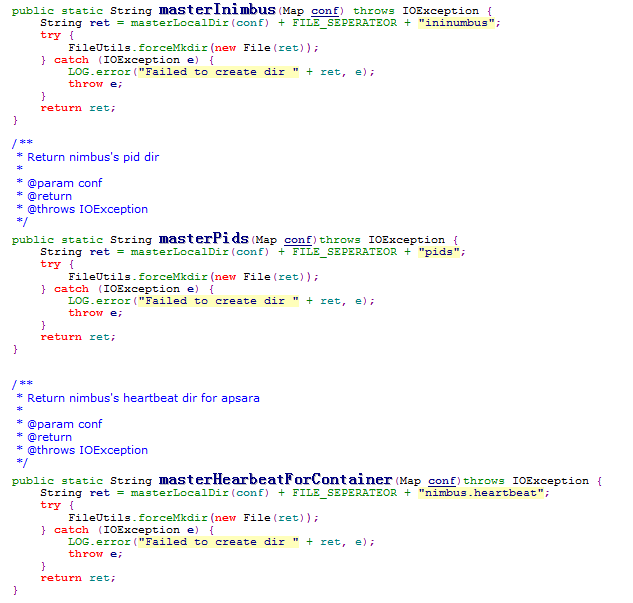 public static String masterInimbus(Map conf) throws IOException {
    String ret = masterLocalDir(conf) + FILE_SEPERATEOR + "ininumbus";
    try {
        FileUtils.forceMkdir(new File(ret));
    } catch (IOException e) {
        LOG.error("Failed to create dir " + ret, e);
        throw e;
    }
    return ret;
}
/**
 * Return nimbus's pid dir
 *
 * @param conf
 * @return
 * @throws IOException
 */
public static String masterPids(Map conf)throws IOException {
    String ret = masterLocalDir(conf) + FILE_SEPERATEOR + "pids";
    try {
        FileUtils.forceMkdir(new File(ret));
    } catch (IOException e) {
        LOG.error("Failed to create dir " + ret, e);
        throw e;
    }
    return ret;
}
/**
 * Return nimbus's heartbeat dir for apsara
 *
 * @param conf
 * @return
 * @throws IOException
 */
public static String masterHearbeatForContainer(Map conf)throws IOException {
    String ret = masterLocalDir(conf) + FILE_SEPERATEOR + "nimbus.heartbeat";
    try {
        FileUtils.forceMkdir(new File(ret));
    } catch (IOException e) {
        LOG.error("Failed to create dir " + ret, e);
        throw e;
    }
    return ret;
}